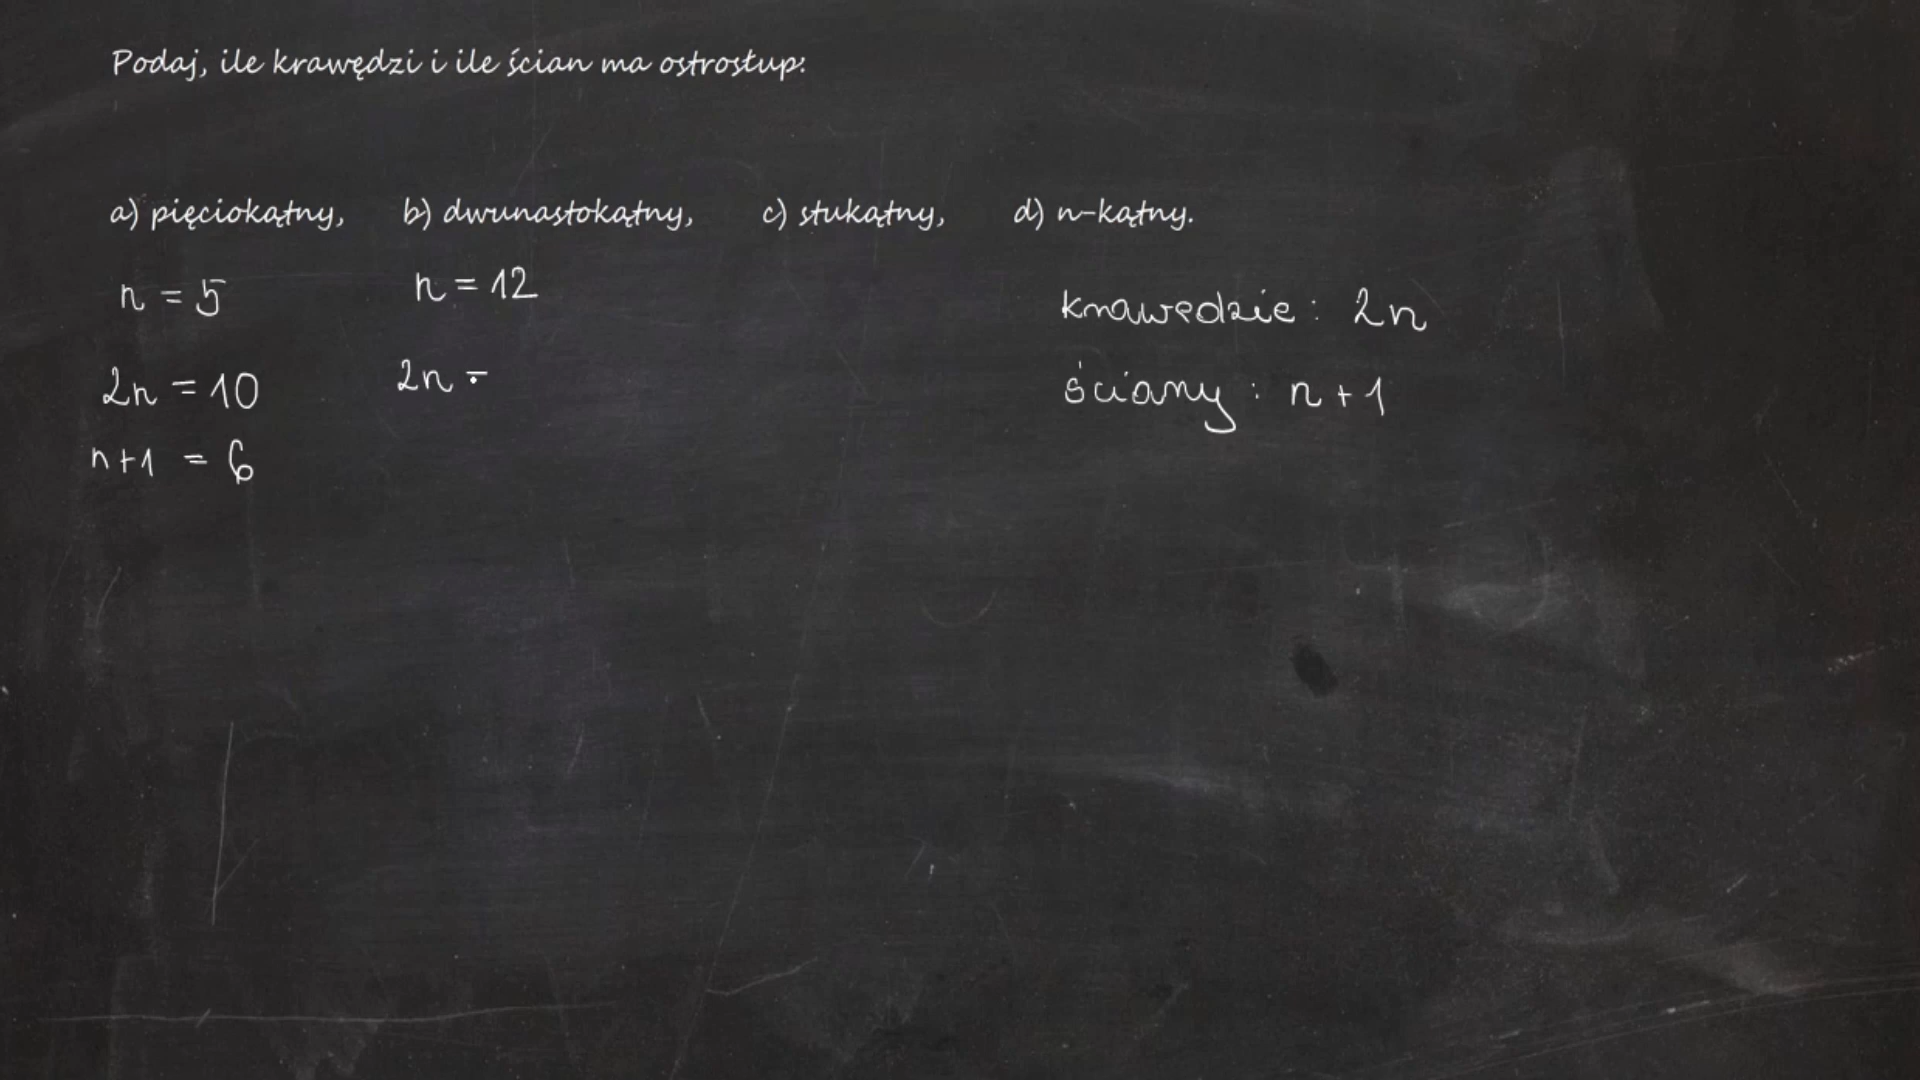 Podaj, ile krawędzi i ile ścian ma ostrosłup:
a) pięciokątny, b) dwunastokątny, c) stukątny, d) n-kątny.
n = 5 n = 12 krawędzie : 2n
2n = 10 2n = ściany : n + 1
n+1 = 6